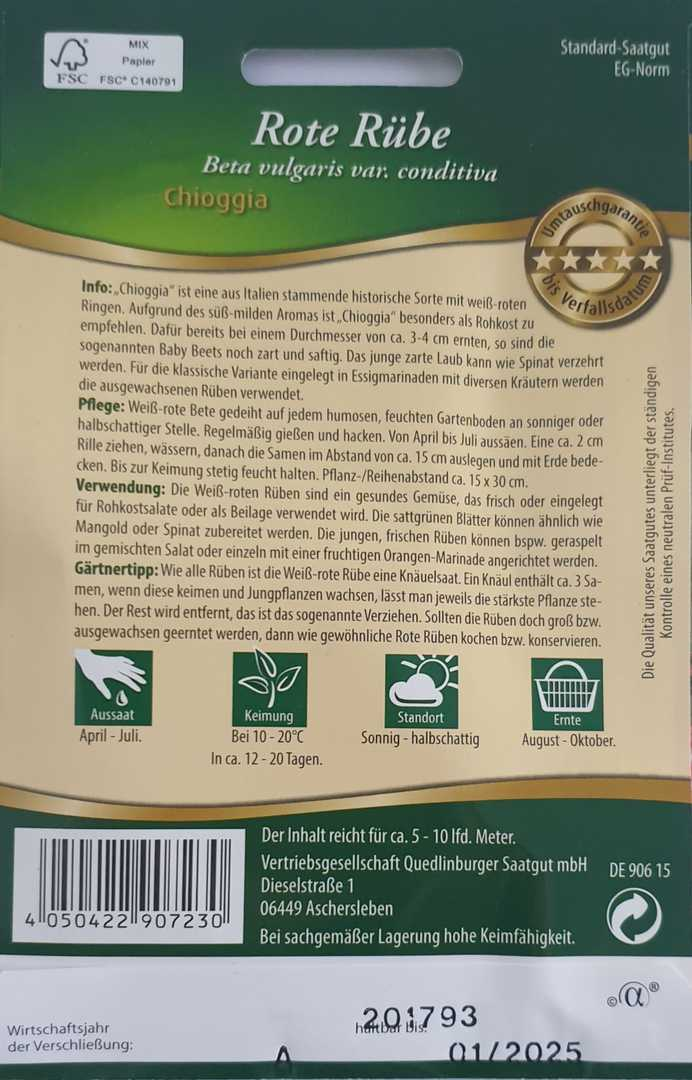 MIX
Papier
FSC
FSC® C140791
Standard-Saatgut
EG-Norm
Rote Rübe
Beta vulgaris var. conditiva
Chioggia
Umtauschgarantie
bis Verfallsdatum
Info: „Chioggia“ ist eine aus Italien stammende historische Sorte mit weiß-roten
Ringen. Aufgrund des süß-milden Aromas ist „Chioggia“ besonders als Rohkost zu
empfehlen. Dafür bereits bei einem Durchmesser von ca. 3-4 cm ernten, so sind die
sogenannten Baby Beets noch zart und saftig. Das junge zarte Laub kann wie Spinat verzehrt
werden. Für die klassische Variante eingelegt in Essigmarinaden mit diversen Kräutern werden
die ausgewachsenen Rüben verwendet.
Pflege: Weiß-rote Bete gedeiht auf jedem humosen, feuchten Gartenboden an sonniger oder
halbschattiger Stelle. Regelmäßig gießen und hacken. Von April bis Juli aussäen. Eine ca. 2 cm
Rille ziehen, wässern, danach die Samen im Abstand von ca. 15 cm auslegen und mit Erde bede-
cken. Bis zur Keimung stetig feucht halten. Pflanz-/Reihenabstand ca. 15 x 30 cm.
Verwendung: Die Weiß-roten Rüben sind ein gesundes Gemüse, das frisch oder eingelegt
für Rohkostsalate oder als Beilage verwendet wird. Die sattgrünen Blätter können ähnlich wie
Mangold oder Spinat zubereitet werden. Die jungen, frischen Rüben können bspw. geraspelt
im gemischten Salat oder einzeln mit einer fruchtigen Orangen-Marinade angerichtet werden.
Gärtnertipp: Wie alle Rüben ist die Weiß-rote Rübe eine Knäuelsaat. Ein Knäul enthält ca. 3 Sa-
men, wenn diese keimen und Jungpflanzen wachsen, lässt man jeweils die stärkste Pflanze ste-
hen. Der Rest wird entfernt, das ist das sogenannte Verziehen. Sollten die Rüben doch groß bzw.
ausgewachsen geerntet werden, dann wie gewöhnliche Rote Rüben kochen bzw. konservieren.
Die Qualität unseres Saatgutes unterliegt der ständigen
Kontrolle eines neutralen Prüf-Institutes.
Aussaat
April - Juli.
Keimung
Bei 10 - 20°C
In ca. 12 - 20 Tagen.
Standort
Sonnig - halbschattig
Ernte
August - Oktober.
4 050422 907230
Der Inhalt reicht für ca. 5 - 10 lfd. Meter.
Vertriebsgesellschaft Quedlinburger Saatgut mbH
Dieselstraße 1
06449 Aschersleben
Bei sachgemäßer Lagerung hohe Keimfähigkeit.
DE 906 15
©α®
Wirtschaftsjahr
der Verschließung:
A
201793
haltbar bis:
01/2025